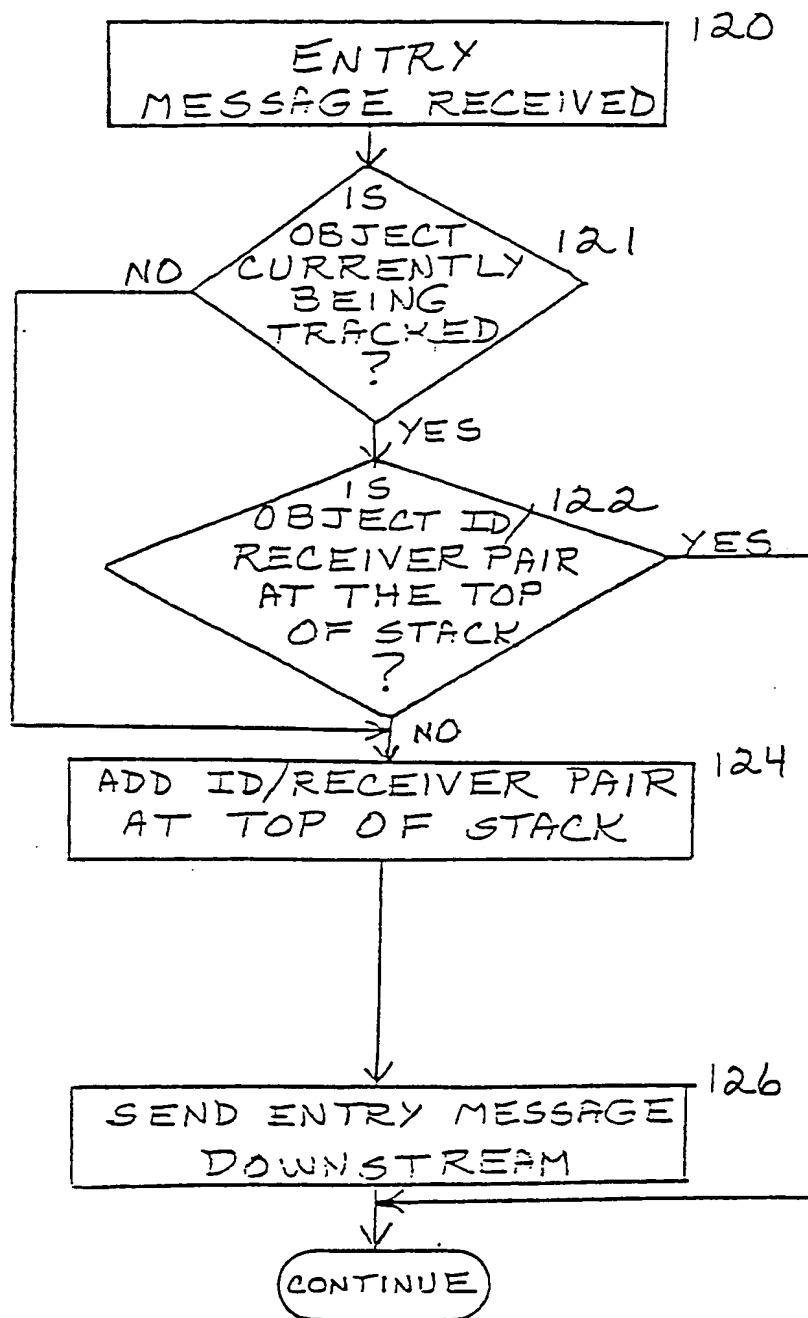 120
ENTRY
MESSAGE RECEIVED
IS
OBJECT
CURRENTLY
BEING
TRACKED
?
121
NO
YES
IS
OBJECT ID
RECEIVER PAIR
AT THE TOP
OF STACK
?
122
YES
NO
ADD ID/RECEIVER PAIR
AT TOP OF STACK
124
126
SEND ENTRY MESSAGE
DOWNSTREAM
CONTINUE